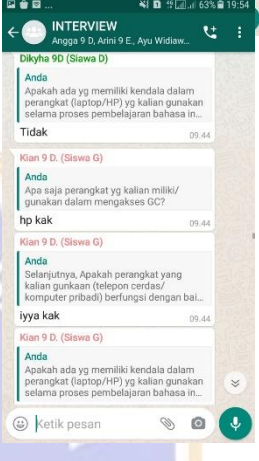 63% 19:54
INTERVIEW
Angga 9 D, Arini 9 E., Ayu Widiaw...
Dikyha 9D (Siawa D)
Anda
Apakah ada yg memiliki kendala dalam
perangkat (laptop/HP) yg kalian gunakan
selama proses pembelajaran bahasa in...
Tidak
09.44
Kian 9 D. (Siswa G)
Anda
Apa saja perangkat yg kalian miliki/
gunakan dalam mengakses GC?
hp kak
09.44
Kian 9 D. (Siswa G)
Anda
Selanjutnya, Apakah perangkat yang
kalian gunkaan (telepon cerdas/
komputer pribadi) berfungsi dengan bai...
iyya kak
09.44
Kian 9 D. (Siswa G)
Anda
Apakah ada yg memiliki kendala dalam
perangkat (laptop/HP) yg kalian gunakan
selama proses pembelajaran bahasa in...
Ketik pesan